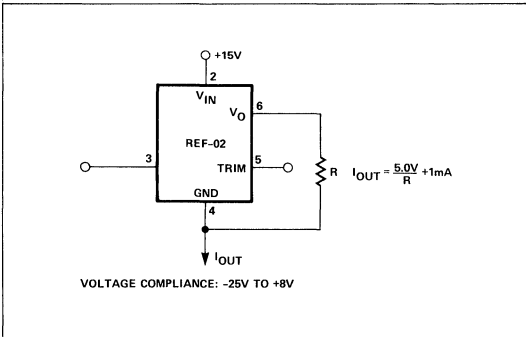 +15V
2
VIN
VO
6
REF-02
3
TRIM
5
R
IOUT = 5.0V/R +1mA
GND
4
IOUT
VOLTAGE COMPLIANCE: -25V TO +8V